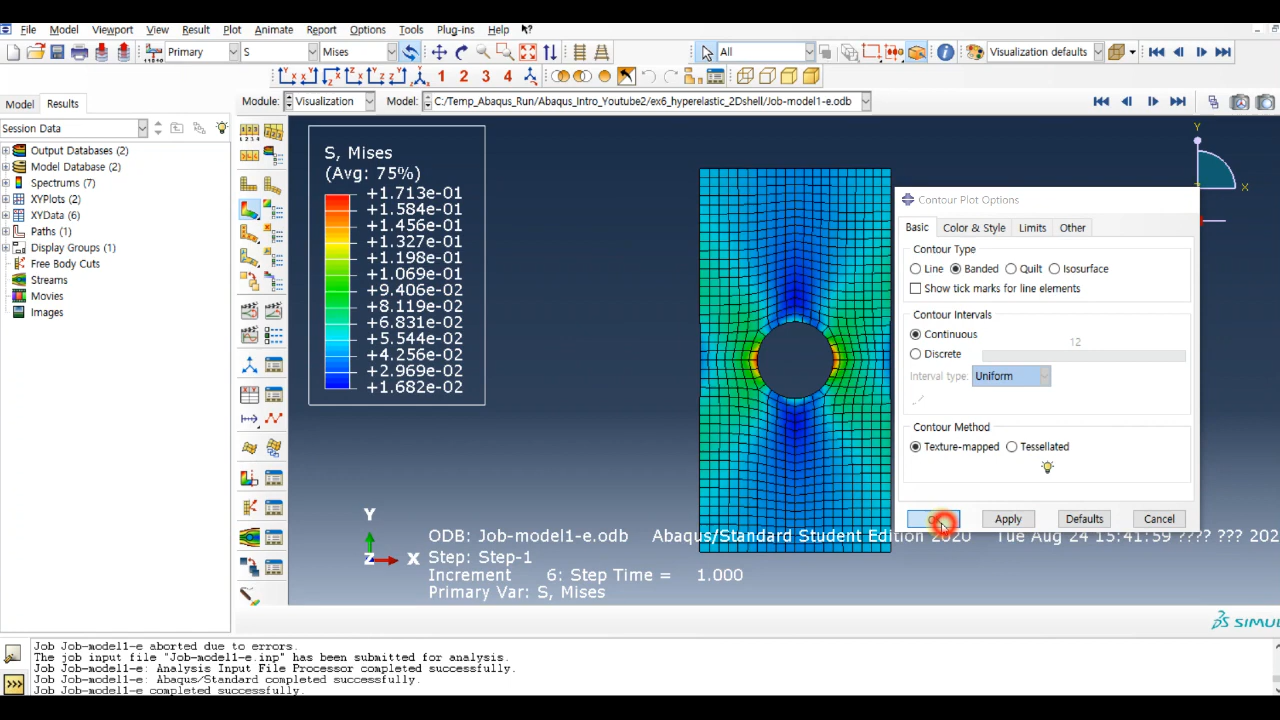 File Model Viewport View Result Plot Animate Report Options Tools Plug-ins Help
Primary S Mises All Visualization defaults
1 2 3 4
Model Results Module: Visualization Model: C:/Temp_Abaqus_Run/Abaqus_Intro_Youtube2/ex6_hyperelastic_2Dshell/Job-model1-e.odb
Session Data
Output Databases (2)
Model Database (2)
Spectrums (7)
XYPlots (2)
XYData (6)
Paths (1)
Display Groups (1)
Free Body Cuts
Streams
Movies
Images
S, Mises
(Avg: 75%)
+1.713e-01
+1.584e-01
+1.456e-01
+1.327e-01
+1.198e-01
+1.069e-01
+9.406e-02
+8.119e-02
+6.831e-02
+5.544e-02
+4.256e-02
+2.969e-02
+1.682e-02
Y
X
Contour Plot Options
Basic Color & Style Limits Other
Contour Type
Line Banded Quilt Isosurface
Show tick marks for line elements
Contour Intervals
Continuous
12
Discrete
Interval type: Uniform
Contour Method
Texture-mapped Tessellated
Apply Defaults Cancel
Y
Z X
ODB: Job-model1-e.odb Abaqus/Standard Student Edition 2020 Tue Aug 24 15:41:59 ???? ??? 202
Step: Step-1
Increment 6: Step Time = 1.000
Primary Var: S, Mises
SIMU
Job Job-model1-e aborted due to errors.
The job input file "Job-model1-e.inp" has been submitted for analysis.
Job Job-model1-e: Analysis Input File Processor completed successfully.
Job Job-model1-e: Abaqus/Standard completed successfully.
Job Job-model1-e completed successfully.